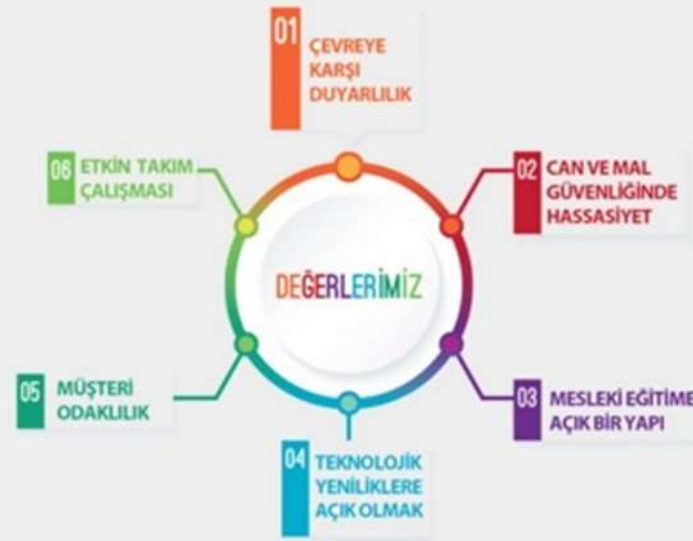 01
ÇEVREYE
KARŞI
DUYARLILIK
02
CAN VE MAL
GÜVENLİĞİNDE
HASSASİYET
03
MESLEKİ EĞİTİME
AÇIK BİR YAPI
04
TEKNOLOJİK
YENİLİKLERE
AÇIK OLMAK
05
MÜŞTERİ
ODAKLILIK
06
ETKİN TAKIM
ÇALIŞMASI
DEĞERLERİMİZ